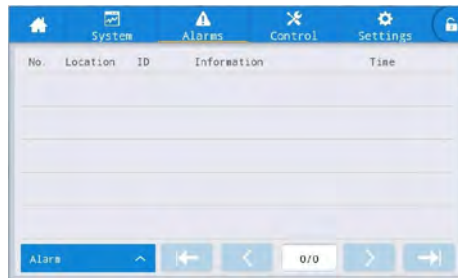 System Alarms Control Settings
No. Location ID Information Time
Alarm 0/0